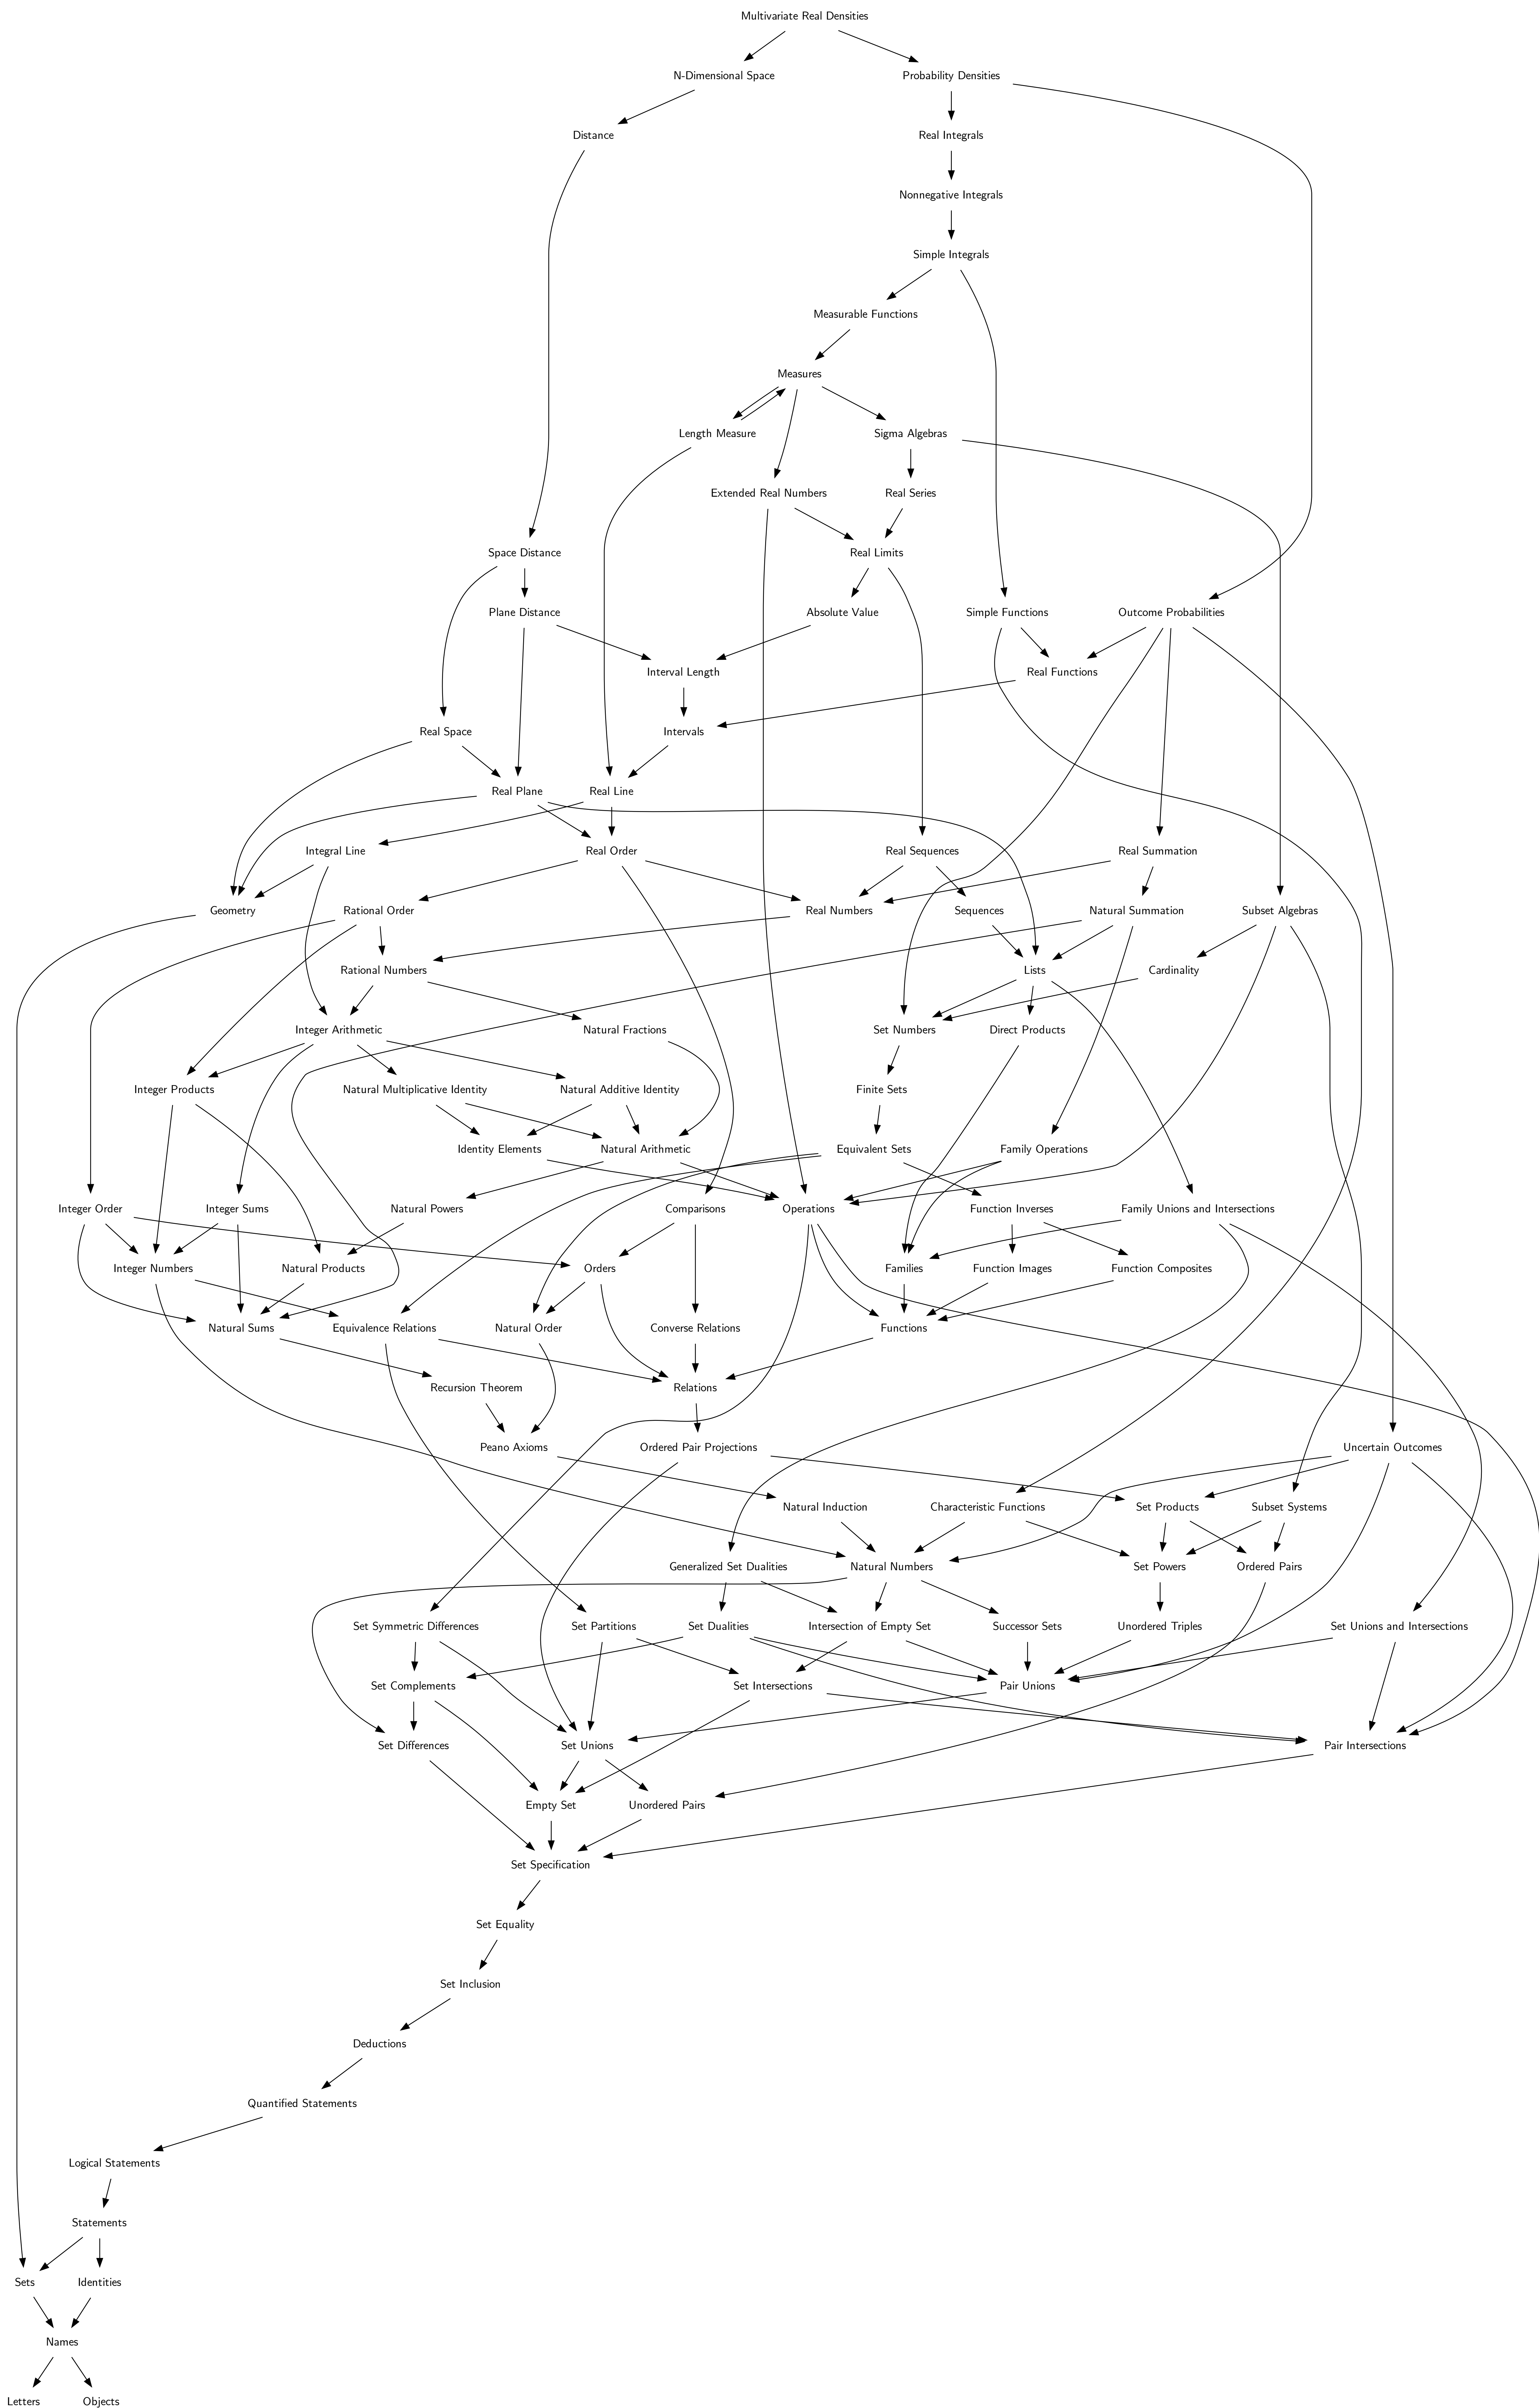 Multivariate Real Densities
N-Dimensional Space
Probability Densities
Distance
Real Integrals
Nonnegative Integrals
Simple Integrals
Measurable Functions
Measures
Length Measure
Sigma Algebras
Extended Real Numbers
Real Series
Space Distance
Real Limits
Plane Distance
Absolute Value
Simple Functions
Outcome Probabilities
Interval Length
Real Functions
Real Space
Intervals
Real Plane
Real Line
Integral Line
Real Order
Real Sequences
Real Summation
Geometry
Rational Order
Real Numbers
Sequences
Natural Summation
Subset Algebras
Rational Numbers
Lists
Cardinality
Integer Arithmetic
Natural Fractions
Set Numbers
Direct Products
Integer Products
Natural Multiplicative Identity
Natural Additive Identity
Finite Sets
Identity Elements
Natural Arithmetic
Equivalent Sets
Family Operations
Integer Order
Integer Sums
Natural Powers
Comparisons
Operations
Function Inverses
Family Unions and Intersections
Integer Numbers
Natural Products
Orders
Families
Function Images
Function Composites
Natural Sums
Equivalence Relations
Natural Order
Converse Relations
Functions
Recursion Theorem
Relations
Peano Axioms
Ordered Pair Projections
Uncertain Outcomes
Natural Induction
Characteristic Functions
Set Products
Subset Systems
Generalized Set Dualities
Natural Numbers
Set Powers
Ordered Pairs
Set Symmetric Differences
Set Partitions
Set Dualities
Intersection of Empty Set
Successor Sets
Unordered Triples
Set Unions and Intersections
Set Complements
Set Intersections
Pair Unions
Set Differences
Set Unions
Pair Intersections
Empty Set
Unordered Pairs
Set Specification
Set Equality
Set Inclusion
Deductions
Quantified Statements
Logical Statements
Statements
Sets
Identities
Names
Letters
Objects